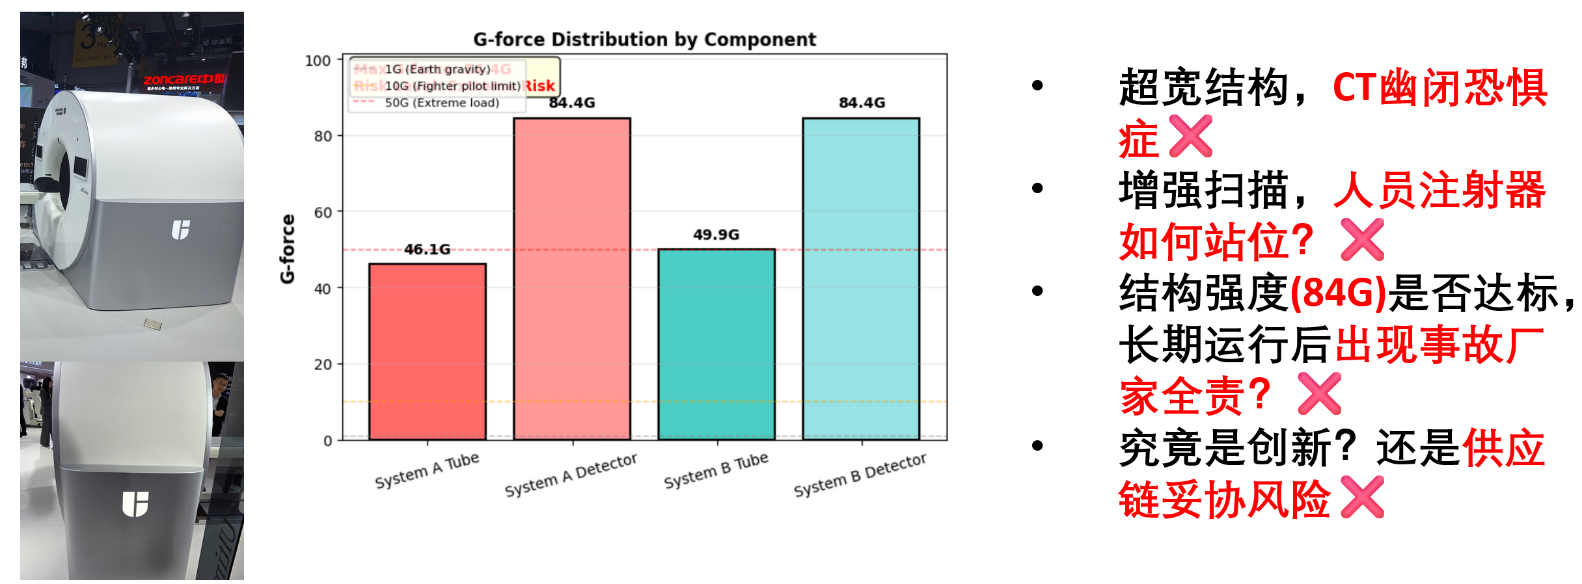 zoncare中旗
G-force Distribution by Component
1G (Earth gravity)
10G (Fighter pilot limit)
50G (Extreme load)
Risk
G-force
100
80
60
40
20
0
46.1G
84.4G
49.9G
84.4G
System A Tube
System A Detector
System B Tube
System B Detector
• 超宽结构，CT幽闭恐惧
症❌
• 增强扫描，人员注射器
如何站位？❌
• 结构强度(84G)是否达标，
长期运行后出现事故厂
家全责？❌
• 究竟是创新？还是供应
链妥协风险❌